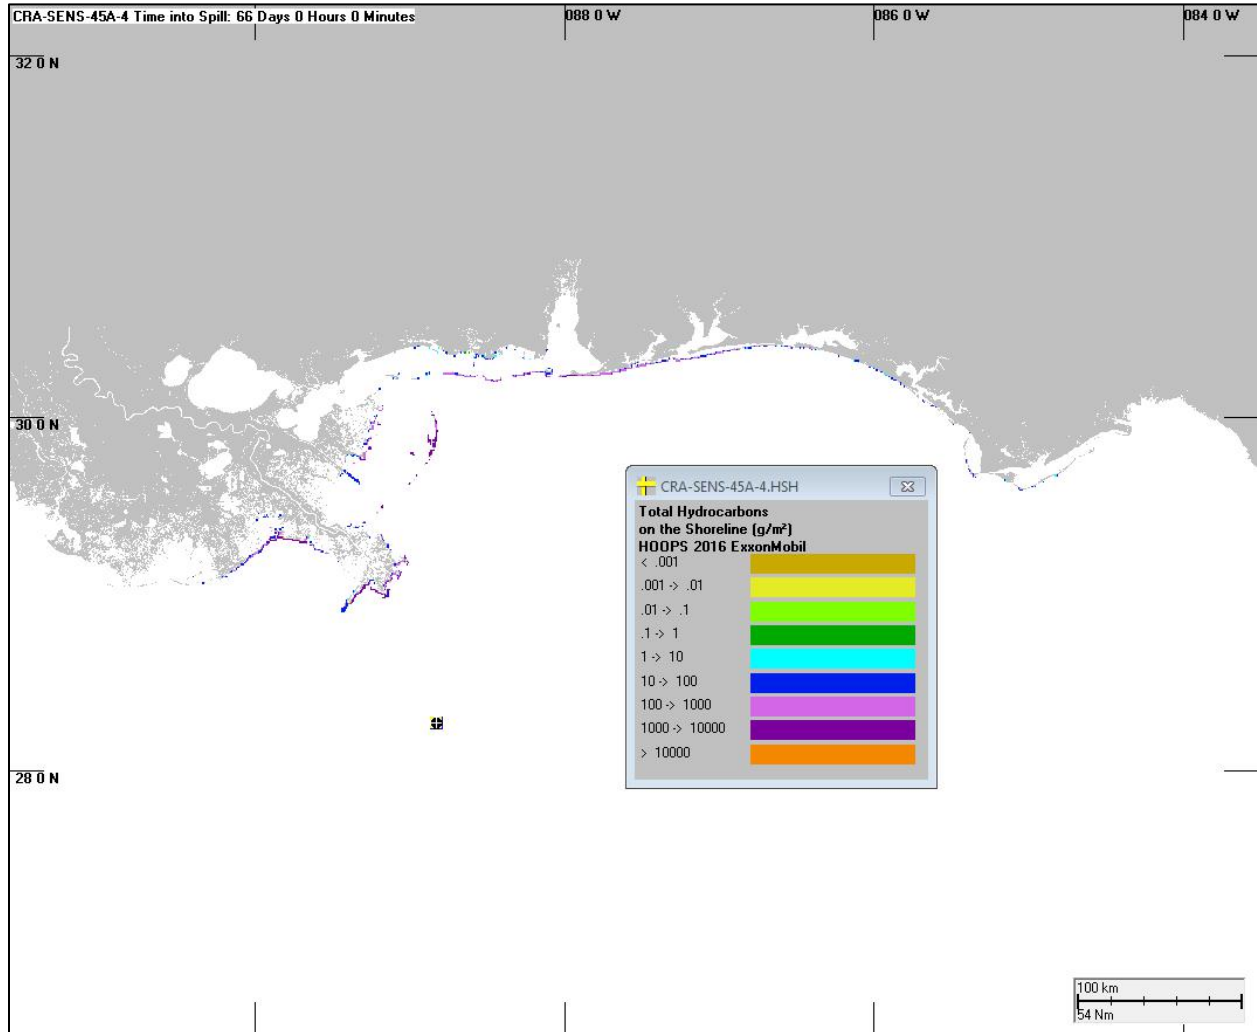 CRA-SENS-45A-4 Time into Spill: 66 Days 0 Hours 0 Minutes
088 0 W
086 0 W
084 0 W
32 0 N
30 0 N
CRA-SENS-45A-4.HSH
Total Hydrocarbons
on the Shoreline (g/m²)
HOOPS 2016 ExxonMobil
< .001
.001 -> .01
.01 -> .1
.1 -> 1
1 -> 10
10 -> 100
100 -> 1000
1000 -> 10000
> 10000
28 0 N
100 km
54 Nm